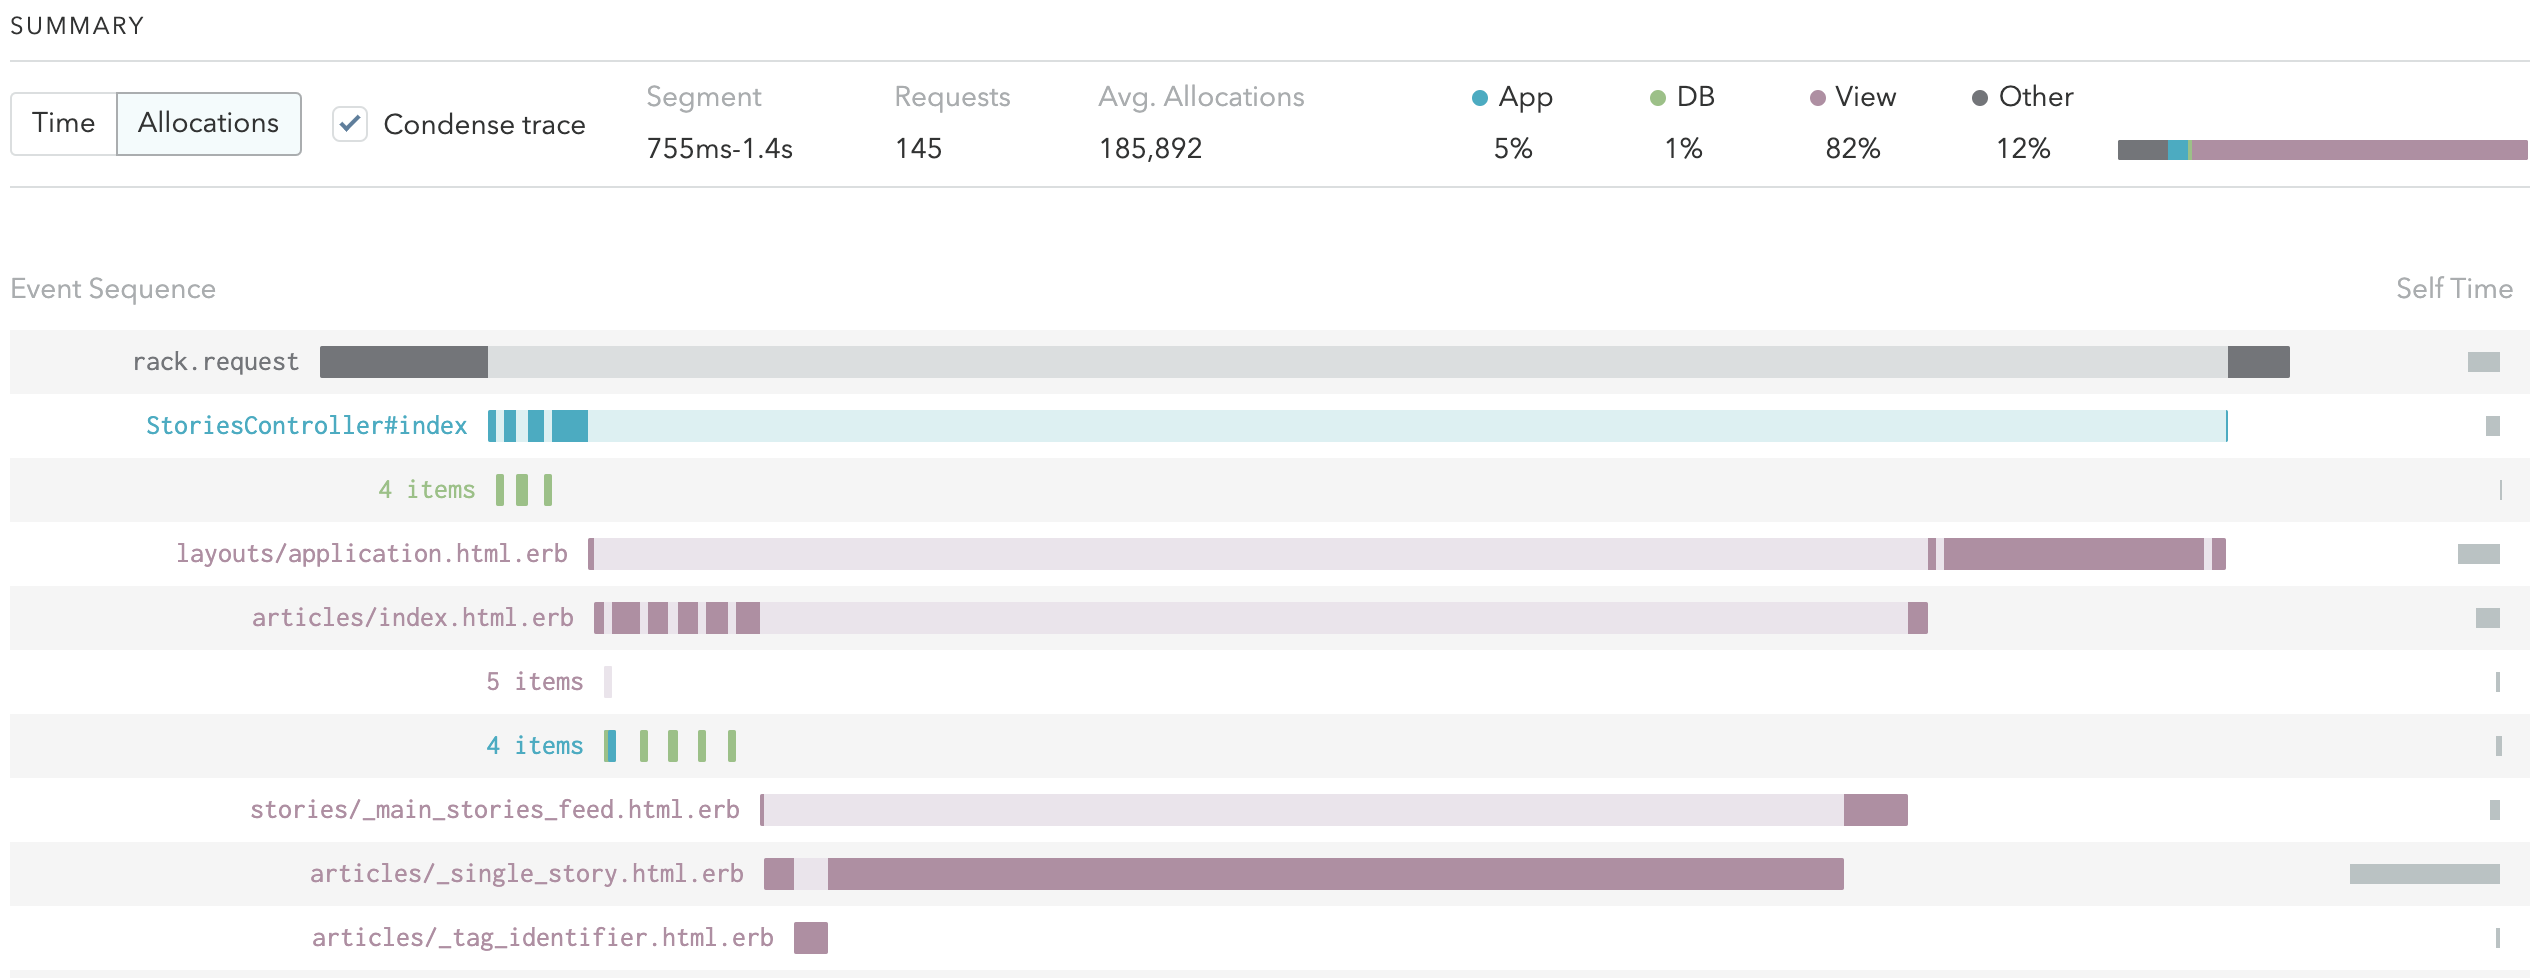 SUMMARY
Time Allocations Condense trace
Segment Requests Avg. Allocations App DB View Other
755ms-1.4s 145 185,892 5% 1% 82% 12%
Event Sequence Self Time
rack.request
StoriesController#index
4 items
layouts/application.html.erb
articles/index.html.erb
5 items
4 items
stories/_main_stories_feed.html.erb
articles/_single_story.html.erb
articles/_tag_identifier.html.erb